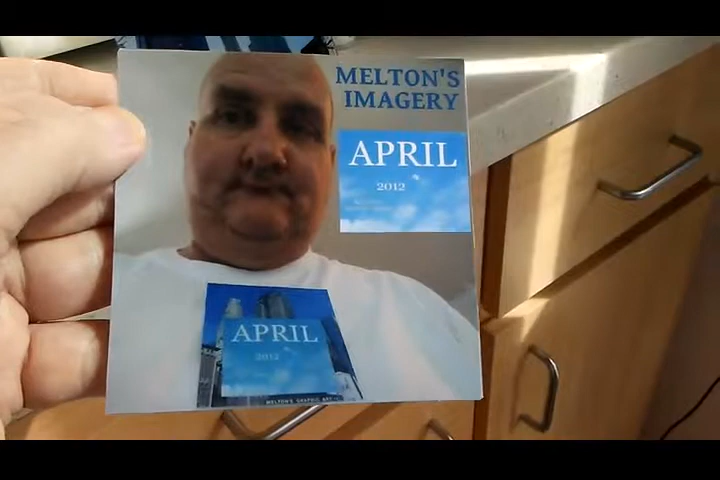 MELTON'S
IMAGERY
APRIL
2012
APRIL
2012
MELTON'S GRAPHIC ART